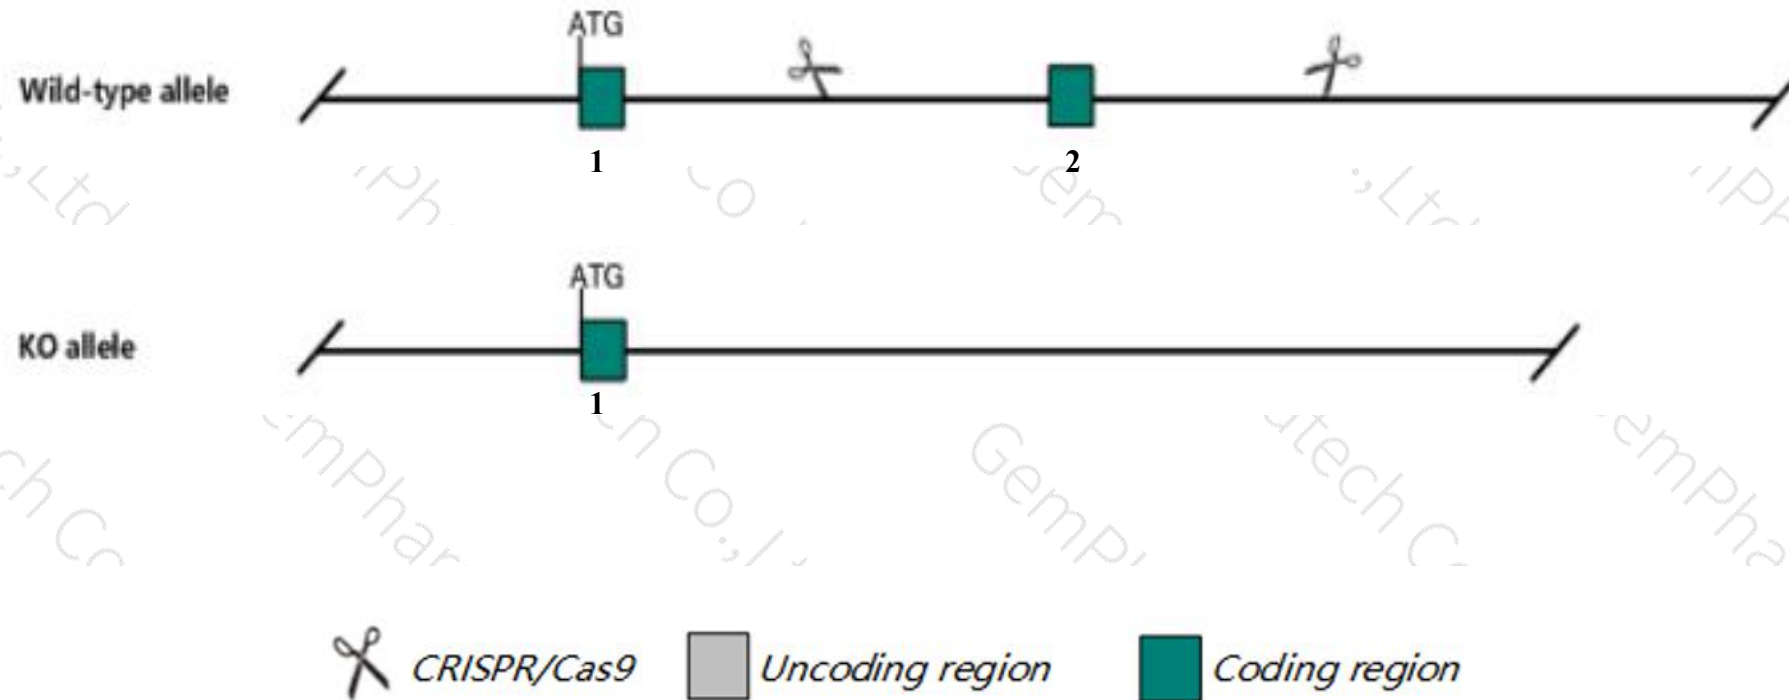 ATG
Wild-type allele
1 2
ATG
KO allele
1
CRISPR/Cas9 Uncoding region Coding region